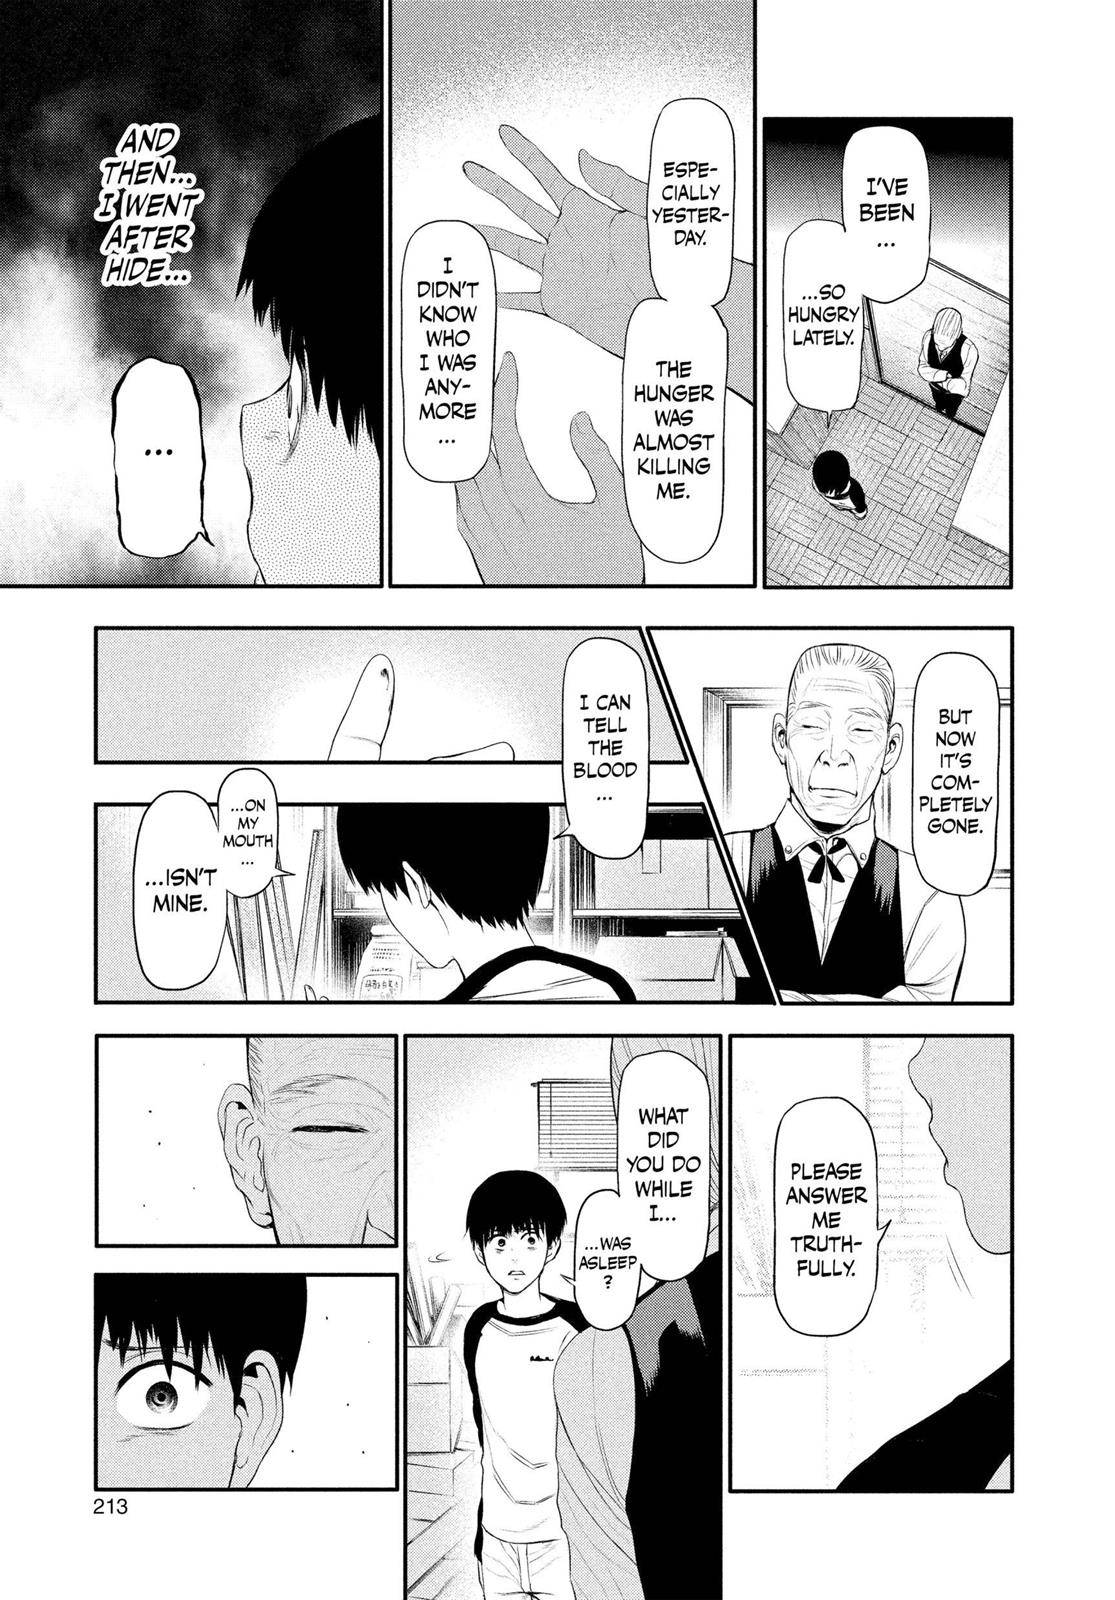 I'VE
BEEN
...
...SO
HUNGRY
LATELY.
ESPE-
CIALLY
YESTER-
DAY.
THE
HUNGER
WAS
ALMOST
KILLING
ME.
I
DIDN'T
KNOW
WHO
I WAS
ANY-
MORE
...
AND
THEN...
I WENT
AFTER
HIDE...
...
BUT
NOW
IT'S
COM-
PLETELY
GONE.
I CAN
TELL
THE
BLOOD
...
...ON
MY
MOUTH
...
...ISN'T
MINE.
PLEASE
ANSWER
ME
TRUTH-
FULLY.
WHAT
DID
YOU DO
WHILE
I...
...WAS
ASLEEP
?
213